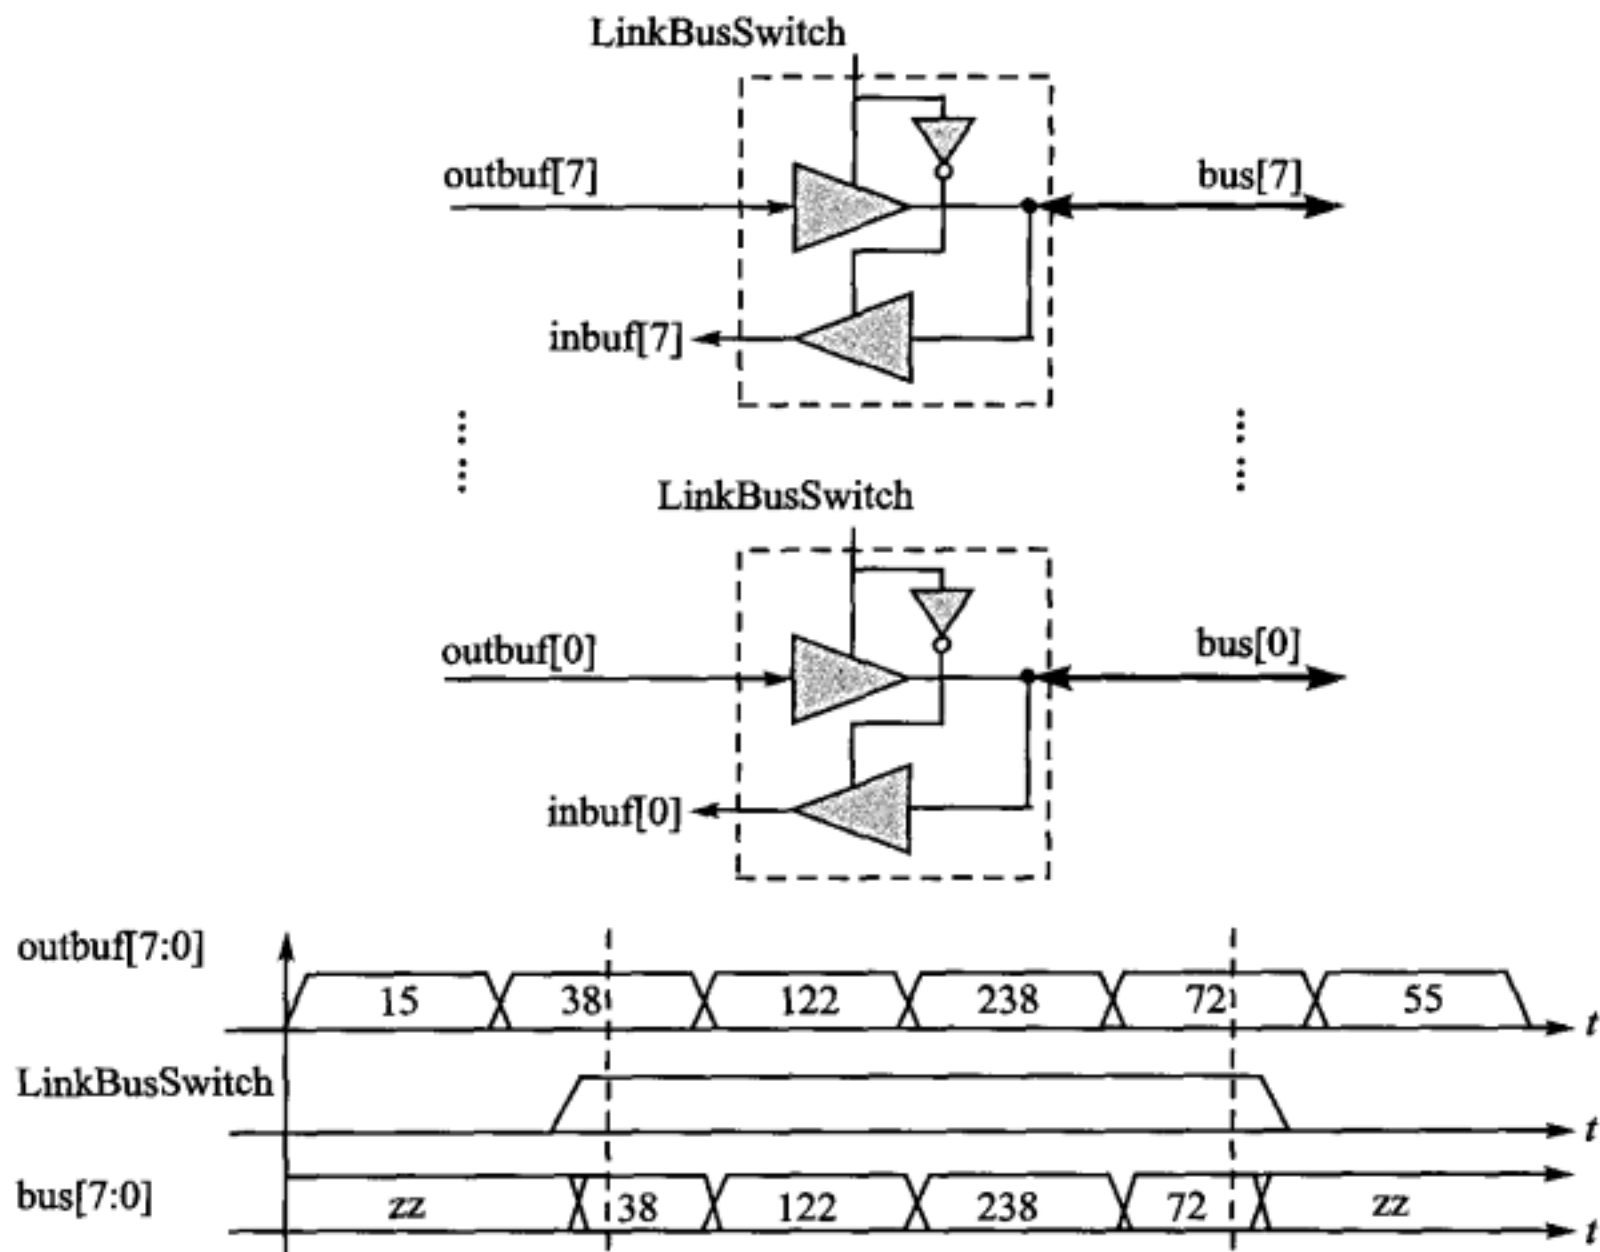 LinkBusSwitch
outbuf[7]
bus[7]
inbuf[7]
LinkBusSwitch
outbuf[0]
bus[0]
inbuf[0]
outbuf[7:0]
15 38 122 238 72 55
t
LinkBusSwitch
t
bus[7:0]
zz 38 122 238 72 zz
t